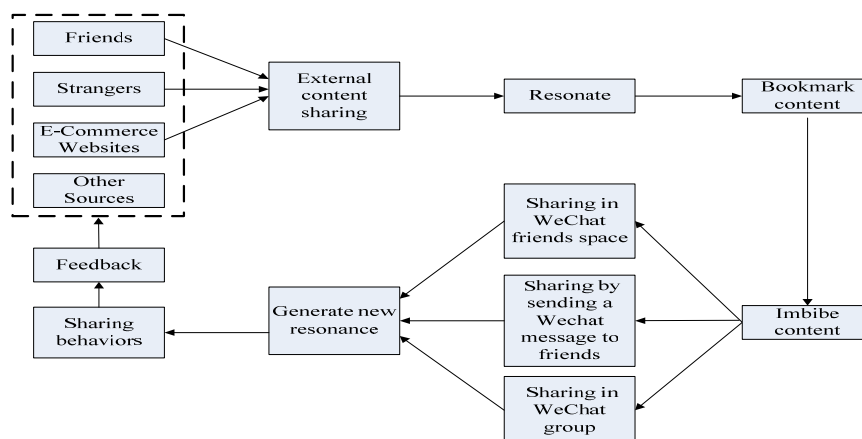 Friends
Strangers
E-Commerce
Websites
Other
Sources
External
content
sharing
Resonate
Bookmark
content
Sharing in
WeChat
friends space
Sharing by
sending a
Wechat
message to
friends
Sharing in
WeChat
group
Imbibe
content
Generate new
resonance
Sharing
behaviors
Feedback